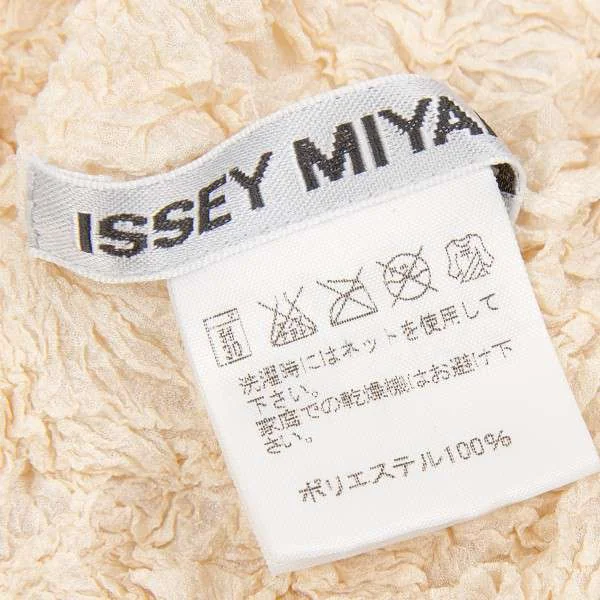 ISSEY MIYA
洗濯時にはネットを使用して
下さい。
家庭での乾燥機はお避け下
さい。
ポリエステル100%